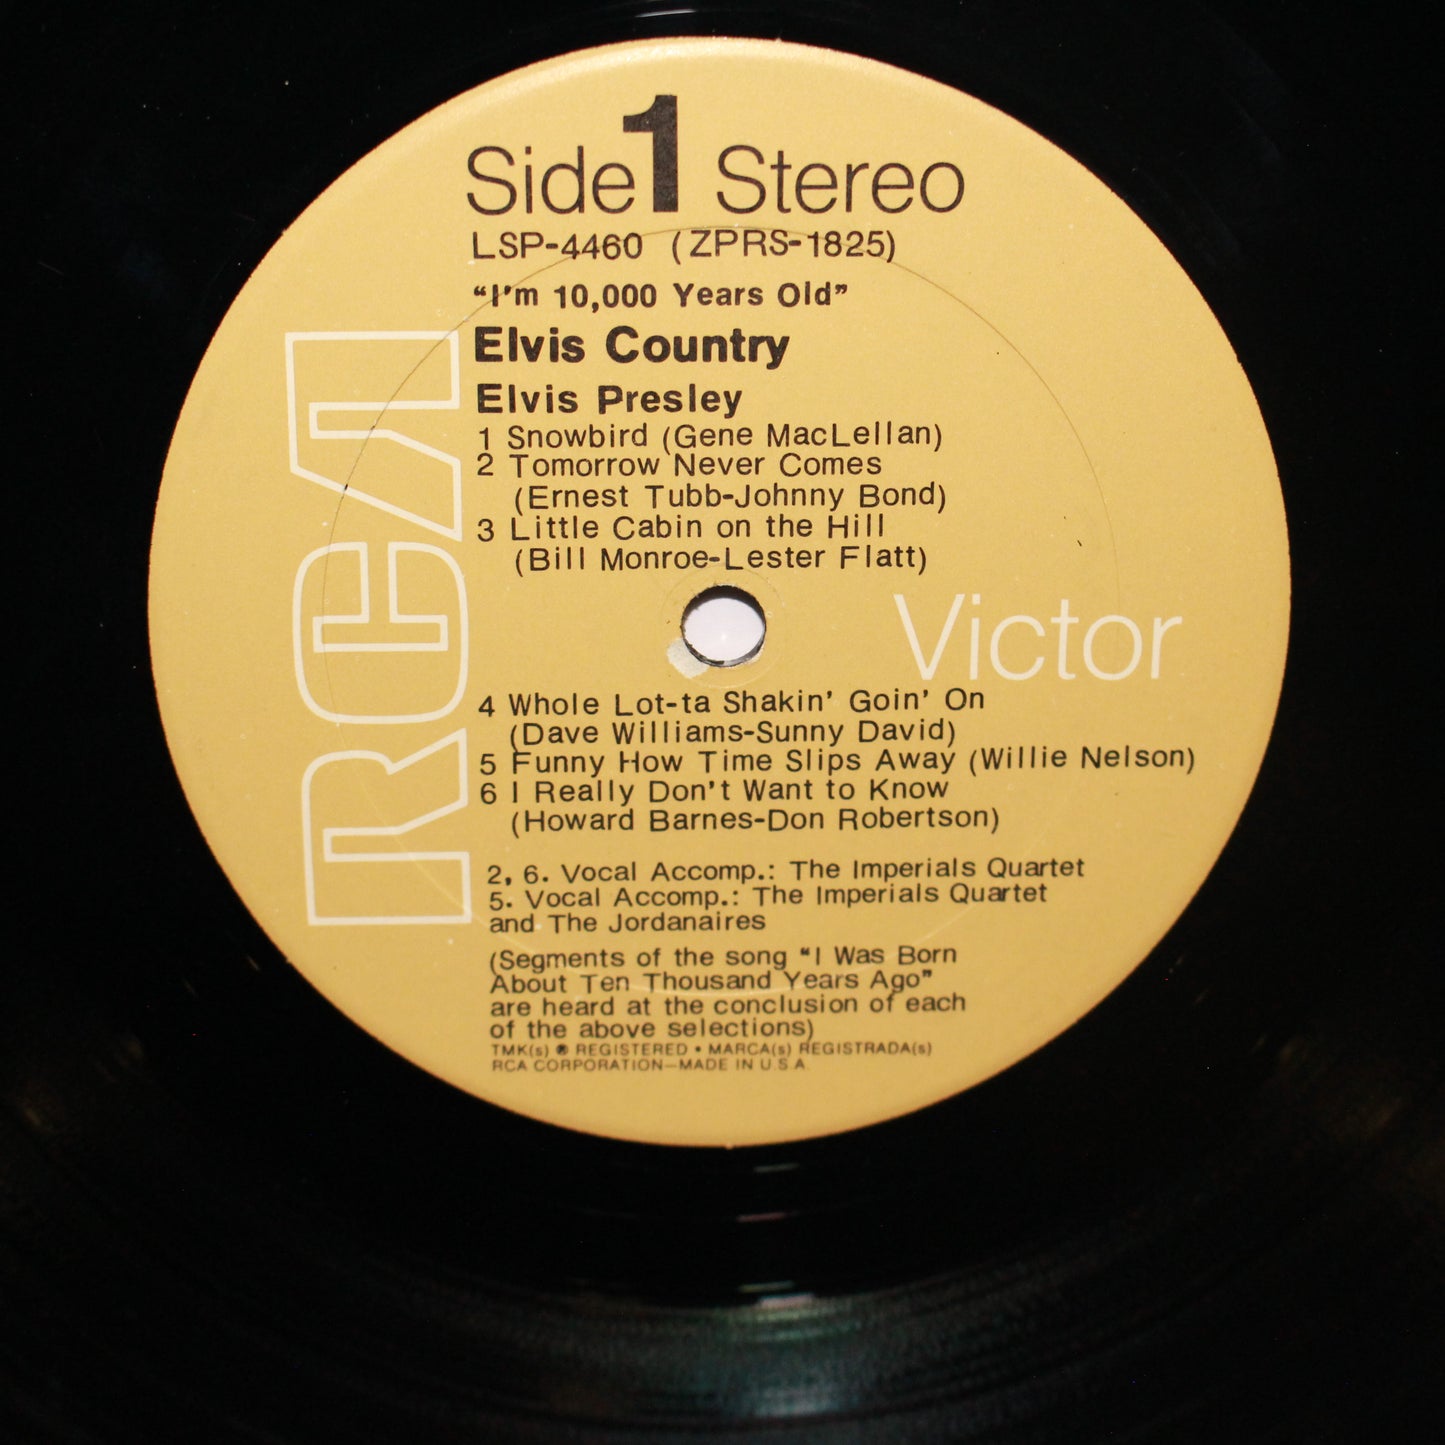 Side 1 Stereo
LSP-4460 (ZPRS-1825)
"I'm 10,000 Years Old"
Elvis Country
Elvis Presley
1 Snowbird (Gene MacLellan)
2 Tomorrow Never Comes
(Ernest Tubb-Johnny Bond)
3 Little Cabin on the Hill
(Bill Monroe-Lester Flatt)
RCA
Victor
4 Whole Lot-ta Shakin' Goin' On
(Dave Williams-Sunny David)
5 Funny How Time Slips Away (Willie Nelson)
6 I Really Don't Want to Know
(Howard Barnes-Don Robertson)
2, 6. Vocal Accomp.: The Imperials Quartet
5. Vocal Accomp.: The Imperials Quartet
and The Jordanaires
(Segments of the song "I Was Born
About Ten Thousand Years Ago"
are heard at the conclusion of each
of the above selections)
TMK(s) ® REGISTERED • MARCA(s) REGISTRADA(s)
RCA CORPORATION—MADE IN U.S.A.